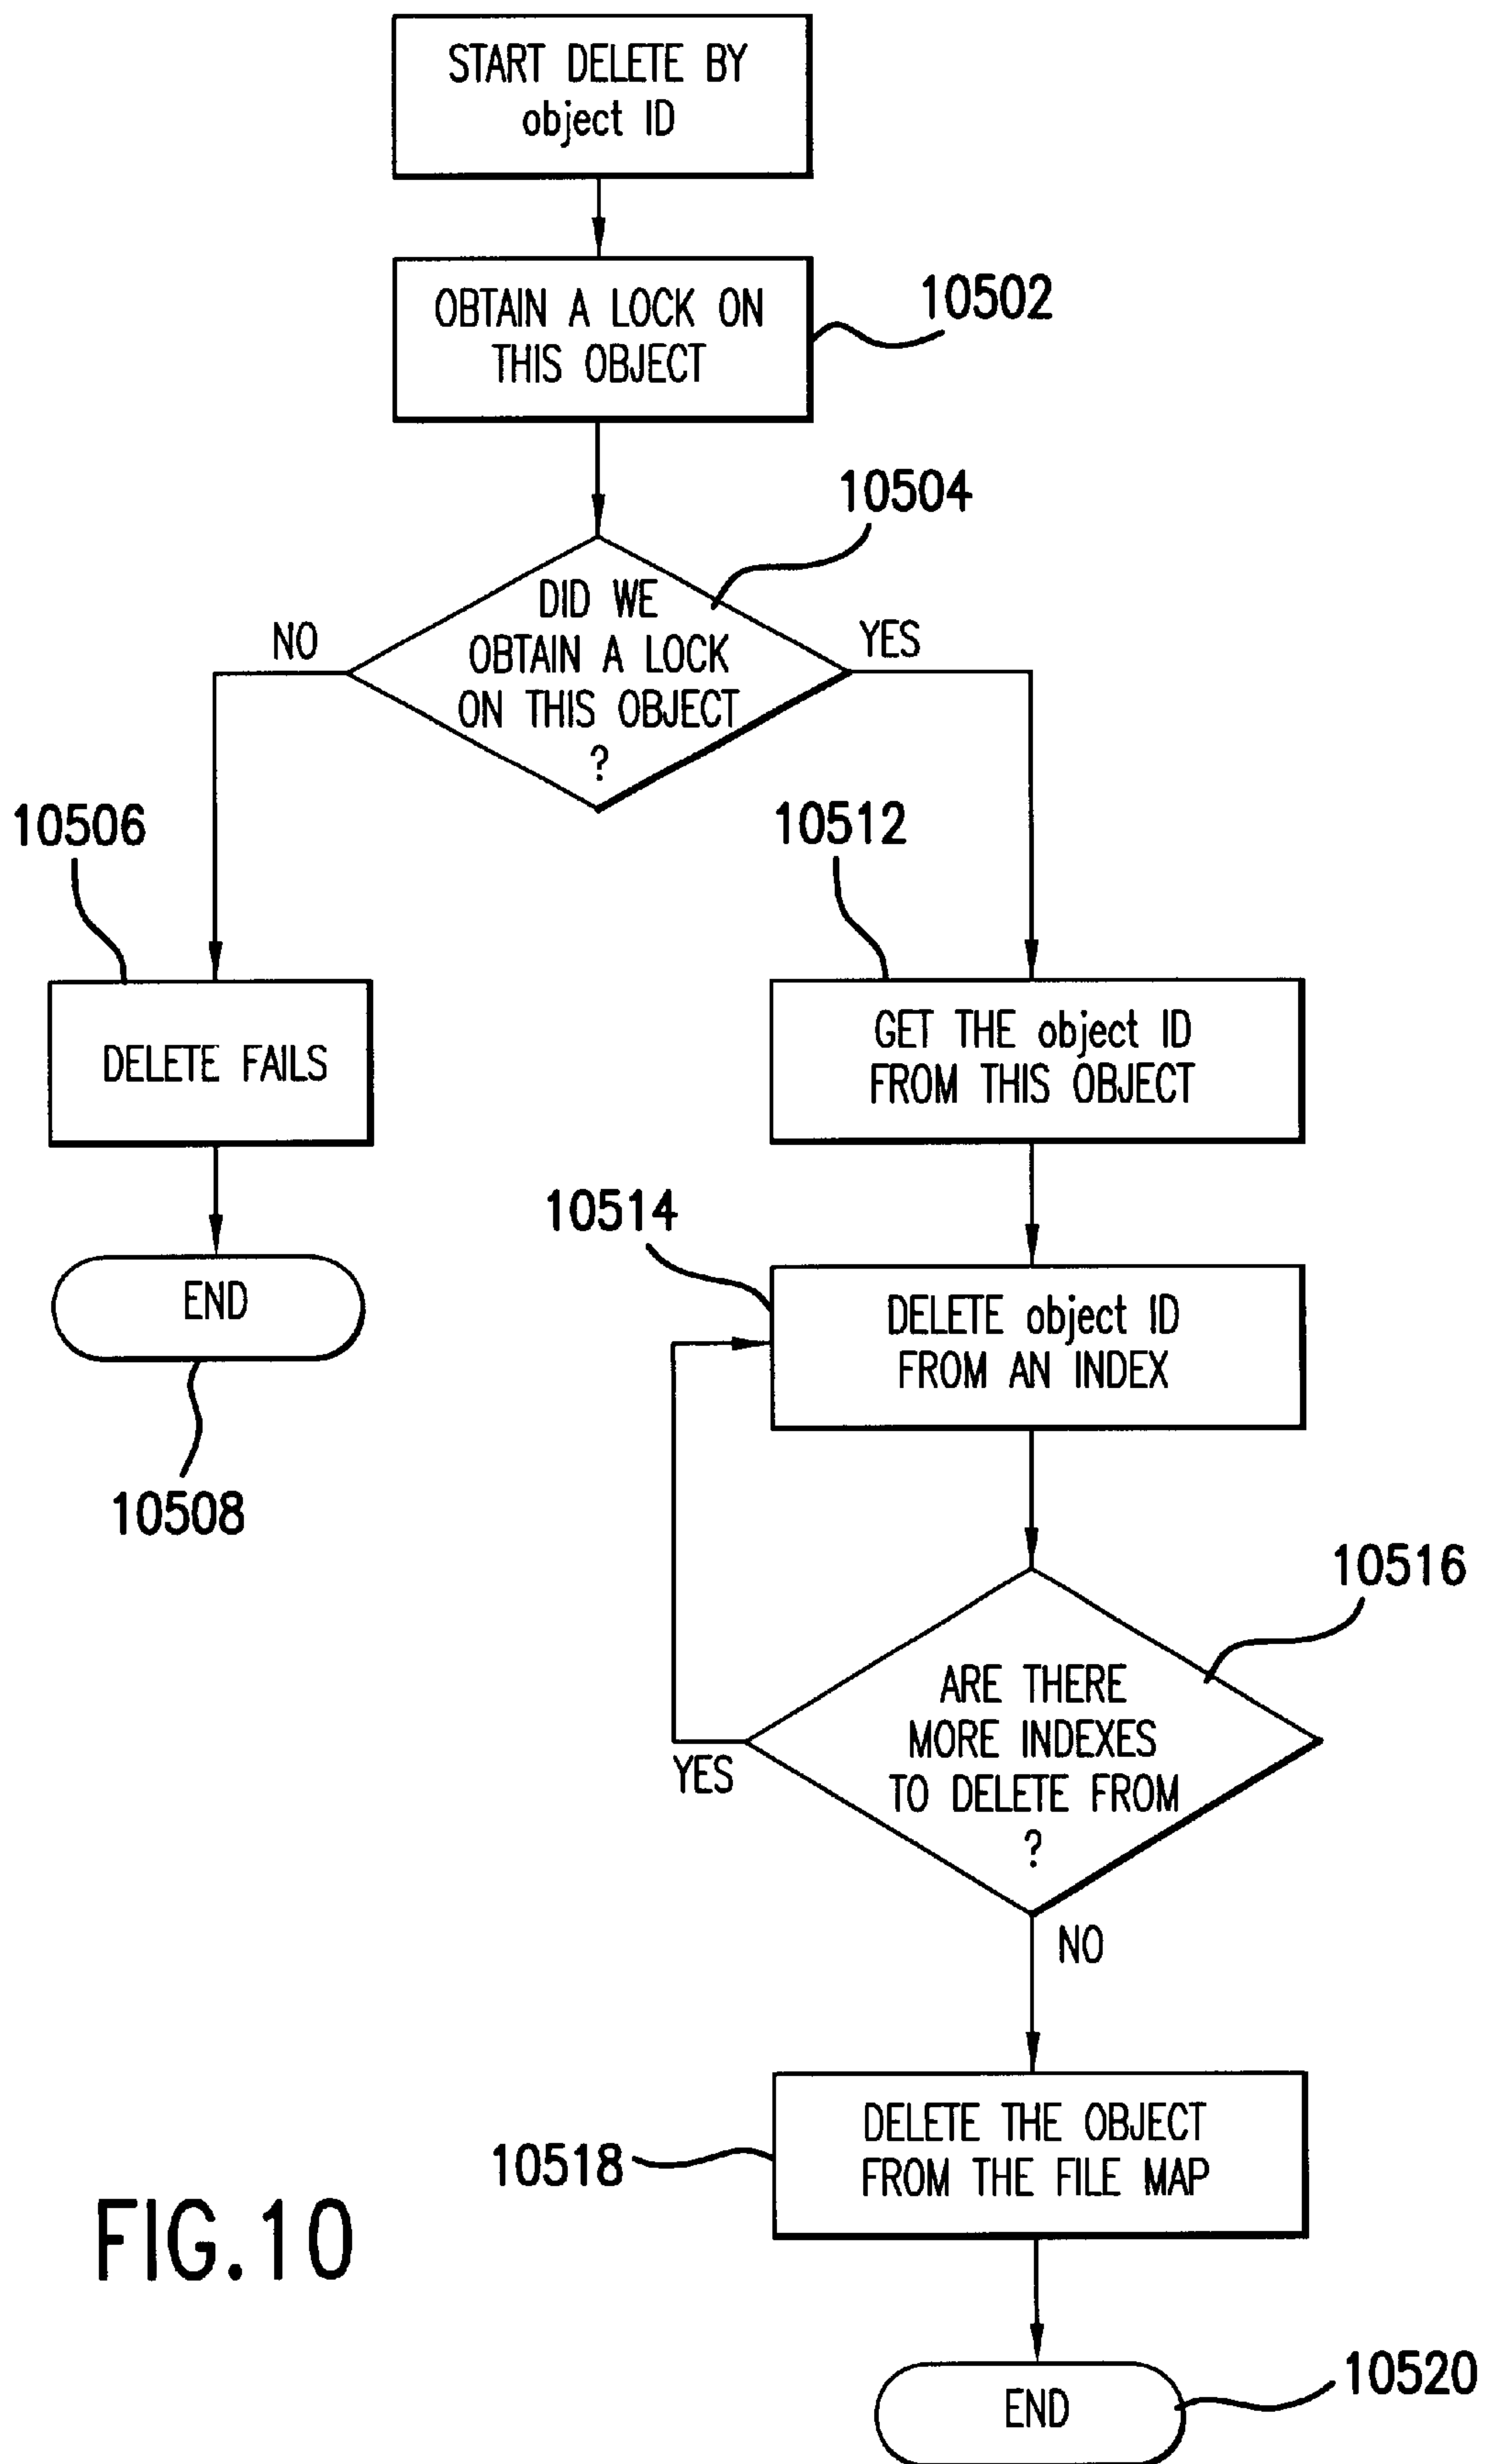 START DELETE BY
object ID
OBTAIN A LOCK ON
THIS OBJECT
10502
10504
DID WE
OBTAIN A LOCK
ON THIS OBJECT
?
NO
YES
10506
10512
DELETE FAILS
GET THE object ID
FROM THIS OBJECT
10514
END
DELETE object ID
FROM AN INDEX
10508
10516
ARE THERE
MORE INDEXES
TO DELETE FROM
?
YES
NO
DELETE THE OBJECT
FROM THE FILE MAP
10518
FIG.10
10520
END